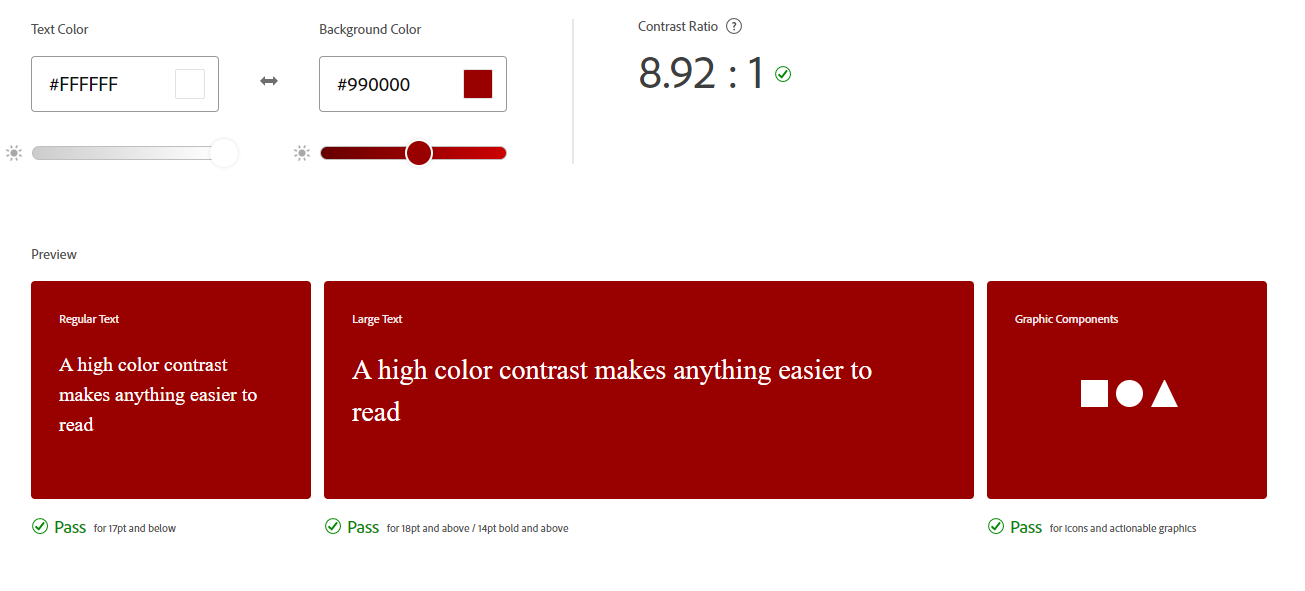 Text Color
Background Color
Contrast Ratio ?
#FFFFFF
#990000
8.92 : 1
Preview
Regular Text
A high color contrast
makes anything easier to
read
Large Text
A high color contrast makes anything easier to
read
Graphic Components
Pass for 17pt and below
Pass for 18pt and above / 14pt bold and above
Pass for icons and actionable graphics